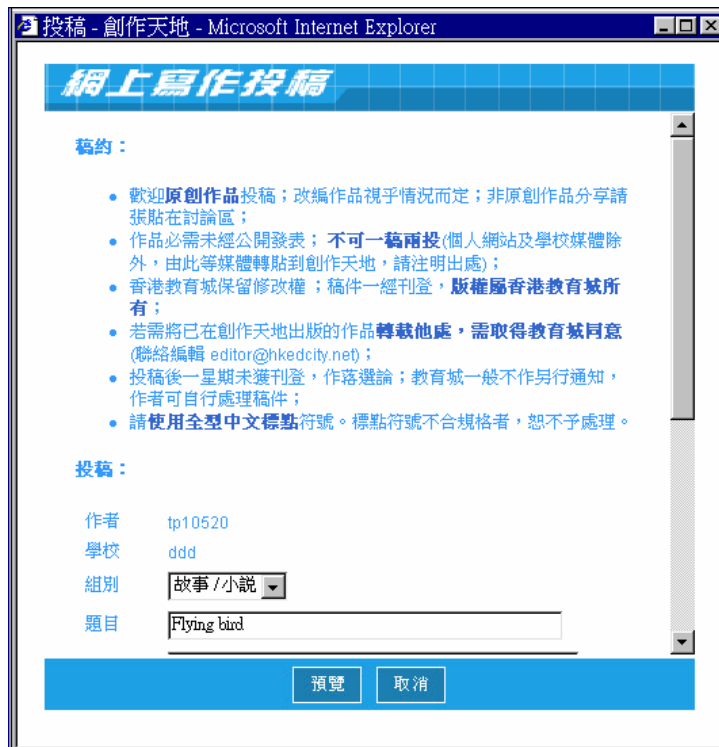 投稿 - 創作天地 - Microsoft Internet Explorer
網上寫作投稿
稿約：
• 歡迎原創作品投稿；改編作品視乎情況而定；非原創作品分享請
張貼在討論區；
• 作品必需未經公開發表； 不可一稿兩投(個人網站及學校媒體除
外，由此等媒體轉貼到創作天地，請注明出處)；
• 香港教育城保留修改權 ；稿件一經刊登，版權屬香港教育城所
有；
• 若需將已在創作天地出版的作品轉載他處，需取得教育城同意
(聯絡編輯 editor@hkedcity.net)；
• 投稿後一星期未獲刊登，作落選論；教育城一般不作另行通知，
作者可自行處理稿件；
• 請使用全型中文標點符號。標點符號不合規格者，恕不予處理。
投稿：
作者 tp10520
學校 ddd
組別 故事 / 小説
題目 Flying bird
預覽 取消